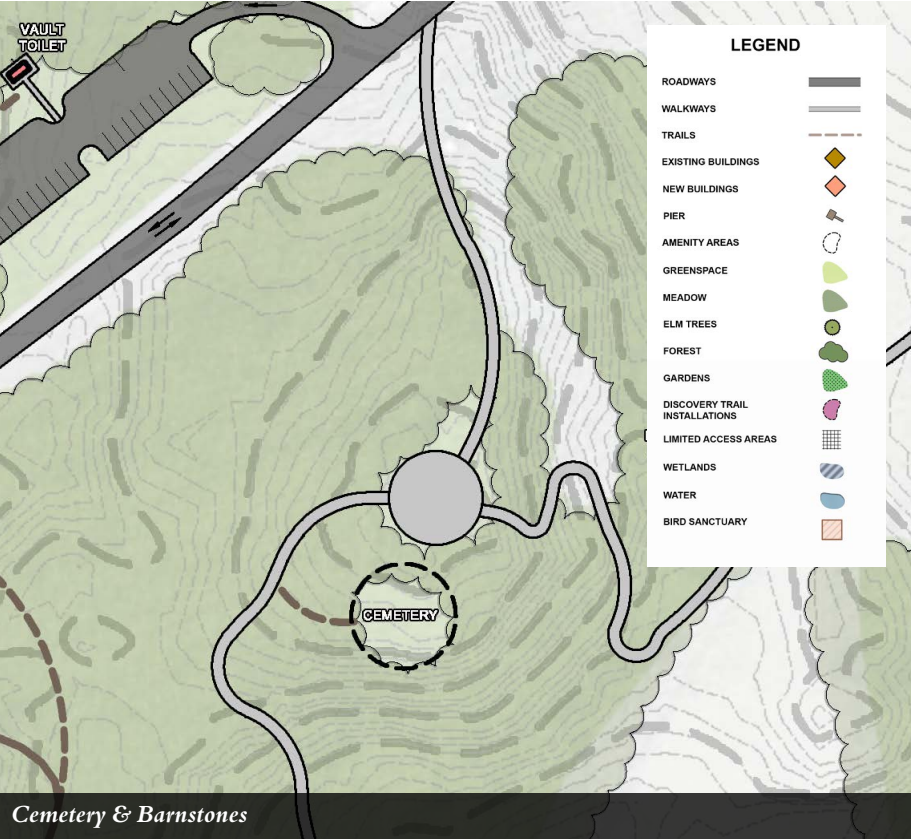 VAULT
TOILET
LEGEND
ROADWAYS
WALKWAYS
TRAILS
EXISTING BUILDINGS
NEW BUILDINGS
PIER
AMENITY AREAS
GREENSPACE
MEADOW
ELM TREES
FOREST
GARDENS
DISCOVERY TRAIL
INSTALLATIONS
LIMITED ACCESS AREAS
WETLANDS
WATER
BIRD SANCTUARY
CEMETERY
Cemetery & Barnstones